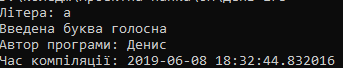 Літера: а
Введена буква голосна
Автор програми: Денис
Час компіляції: 2019-06-08 18:32:44.832016